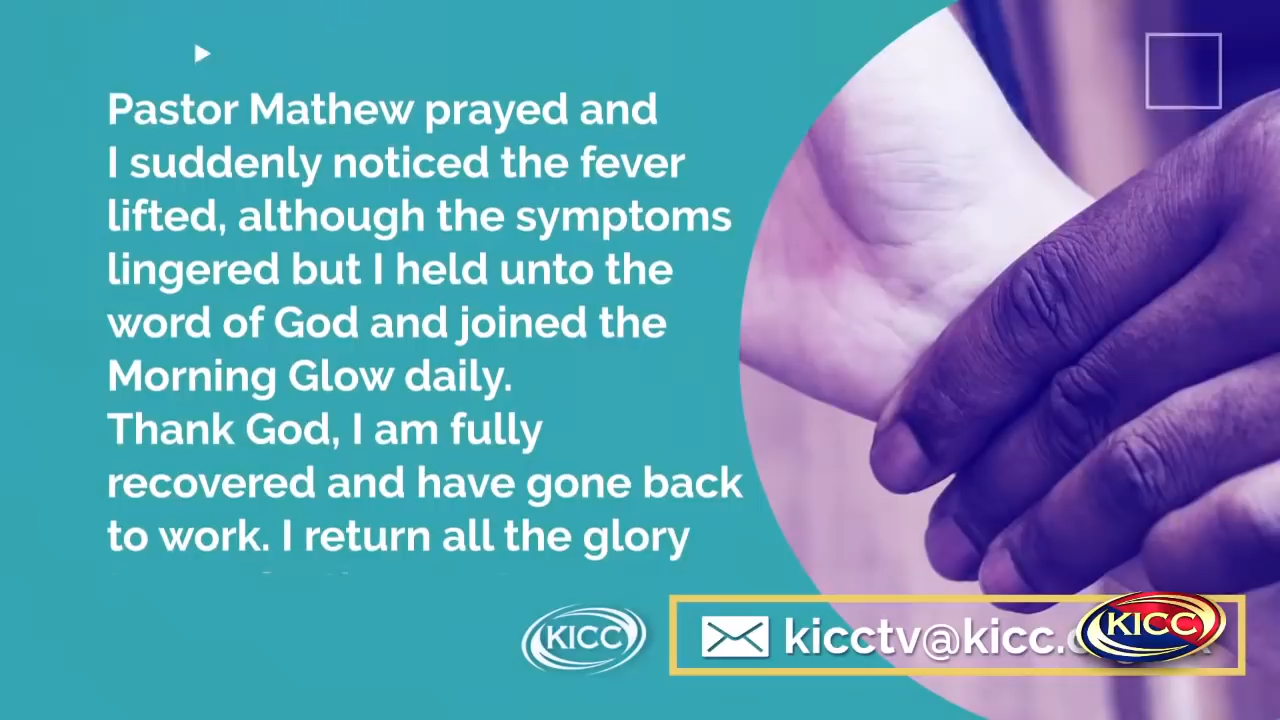 Pastor Mathew prayed and
I suddenly noticed the fever
lifted, although the symptoms
lingered but I held unto the
word of God and joined the
Morning Glow daily.
Thank God, I am fully
recovered and have gone back
to work. I return all the glory
KICC
kicctv@kicc.
KICC